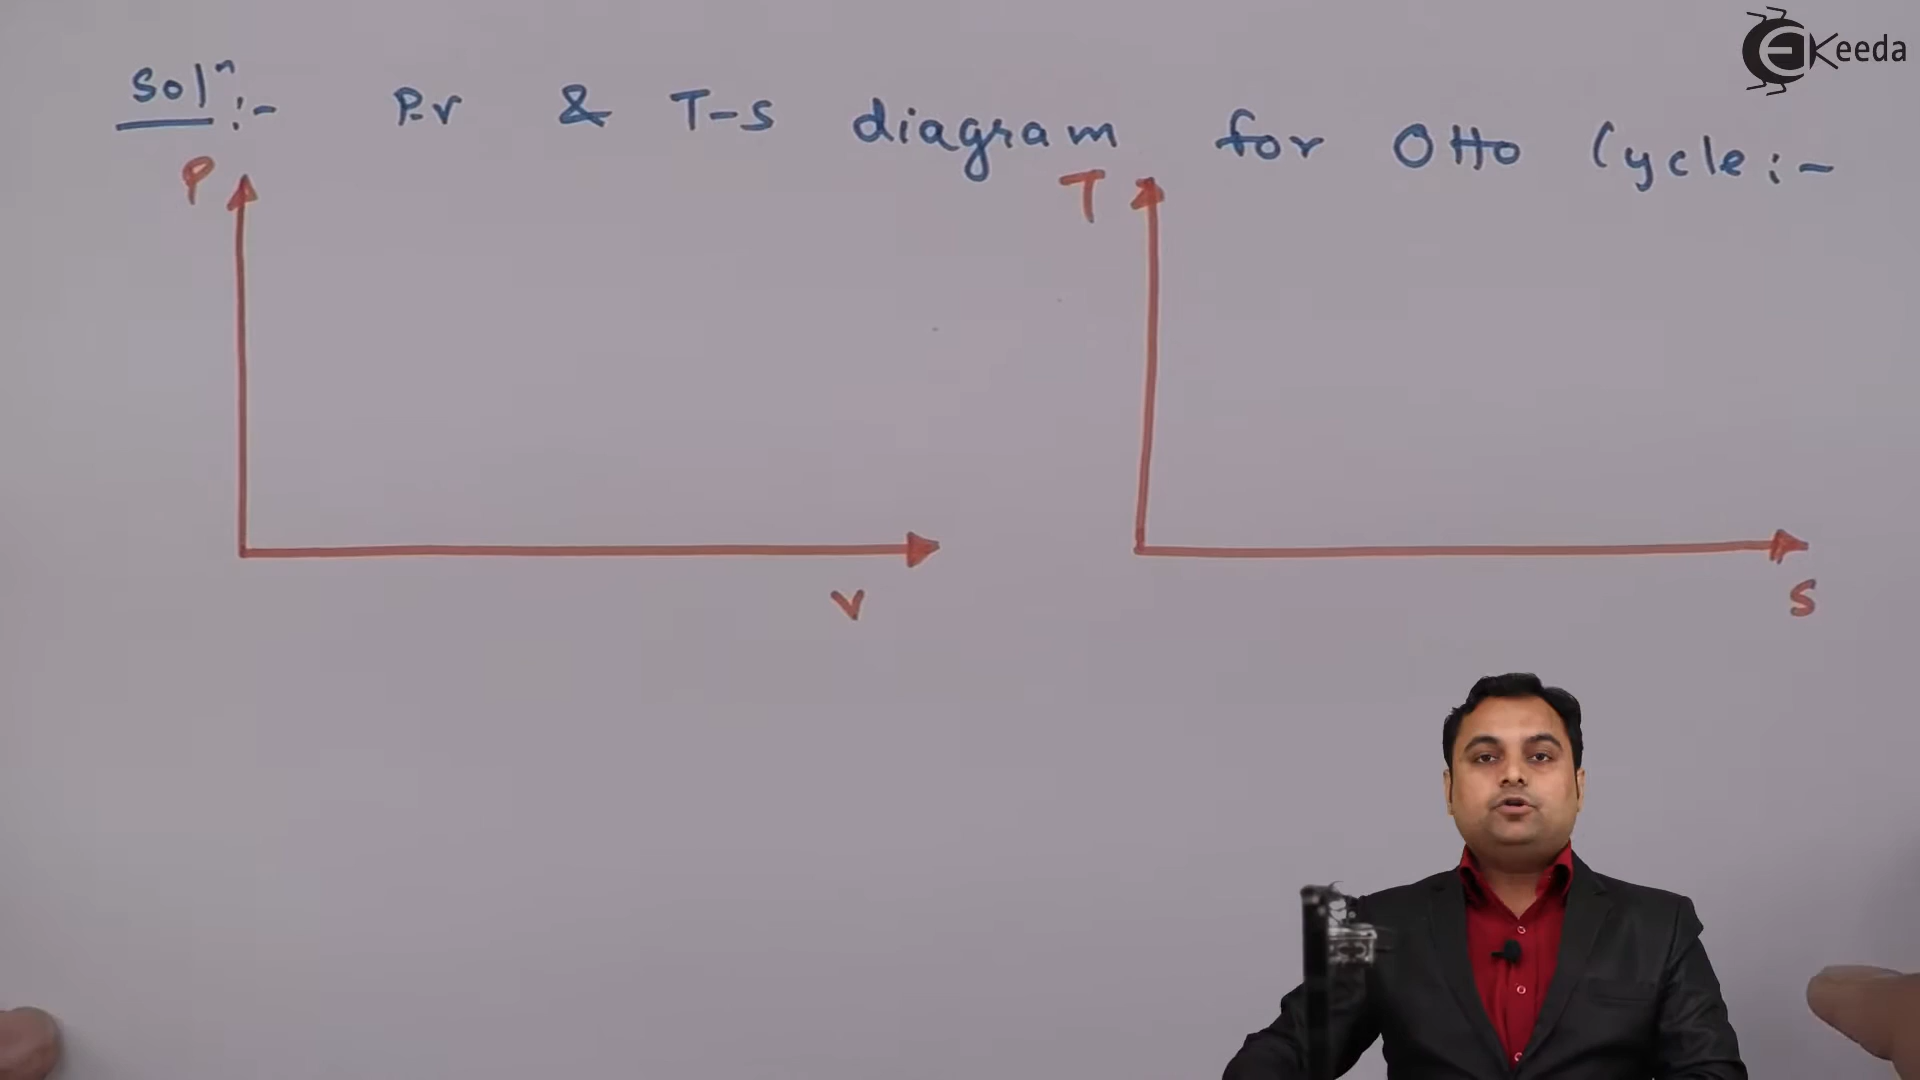 Ekeeda
Solⁿ:- P-v & T-s diagram for Otto Cycle:-
P
T
v
s